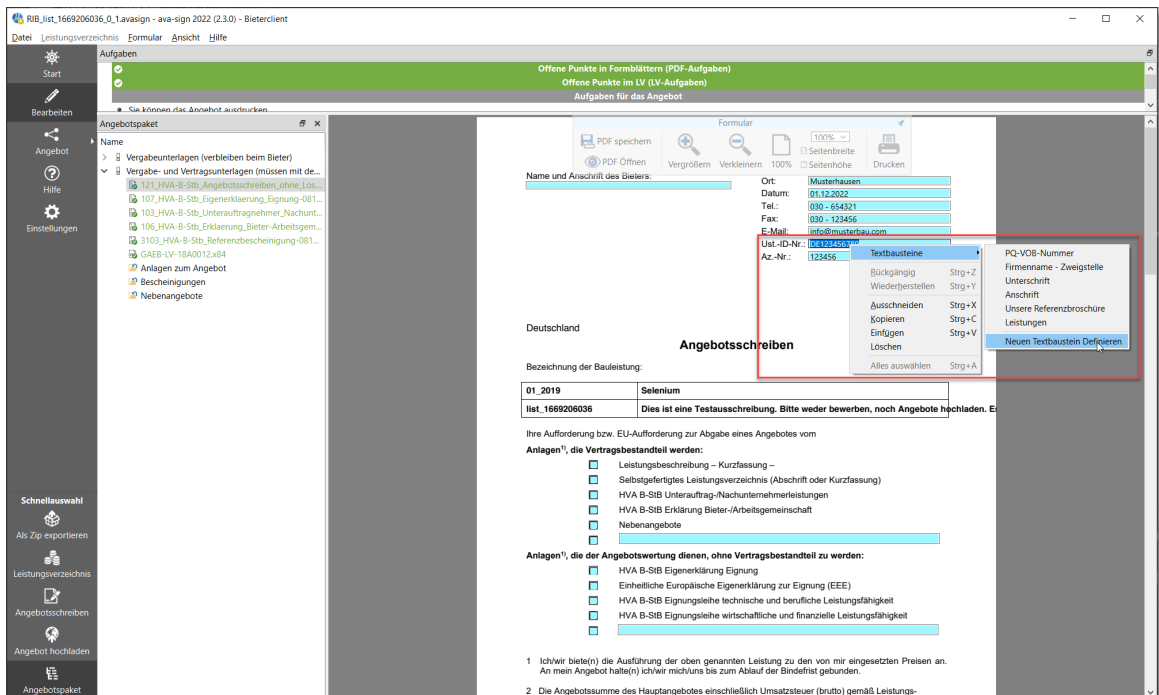 RIB_list_1669206036_0_1.avasign - ava-sign 2022 (2.3.0) - Bieterclient
Datei Leistungsverzeichnis Formular Ansicht Hilfe
Start
Bearbeiten
Angebot
Hilfe
Einstellungen
Schnellauswahl
Als Zip exportieren
Leistungsverzeichnis
Angebotsschreiben
Angebot hochladen
Angebotspaket
Aufgaben
Offene Punkte in Formblättern (PDF-Aufgaben)
Offene Punkte im LV (LV-Aufgaben)
Aufgaben für das Angebot
Sie können das Angebot ausdrucken
Angebotspaket
Name
Vergabeunterlagen (verbleiben beim Bieter)
Vergabe- und Vertragsunterlagen (müssen mit de...
121_HVA-B-Stb_Angebotsschreiben_ohne_Los...
107_HVA-B-Stb_Eigenerklaerung_Eignung-081...
103_HVA-B-Stb_Unterauftragnehmer_Nachunt...
106_HVA-B-Stb_Erklaerung_Bieter-Arbeitsgem...
3103_HVA-B-Stb_Referenzbescheinigung-081...
GAEB-LV-18A0012.x84
Anlagen zum Angebot
Bescheinigungen
Nebenangebote
Formular
PDF speichern
PDF Öffnen
Vergrößern
Verkleinern
100%
100%
Seitenbreite
Seitenhöhe
Drucken
Name und Anschrift des Bieters:
Ort: Musterhausen
Datum: 01.12.2022
Tel.: 030 - 654321
Fax: 030 - 123456
E-Mail: info@musterbau.com
Ust.-ID-Nr.: DE123456789
Az.-Nr.: 123456
Textbausteine
Rückgängig Strg+Z
Wiederherstellen Strg+Y
Ausschneiden Strg+X
Kopieren Strg+C
Einfügen Strg+V
Löschen
Alles auswählen Strg+A
PQ-VOB-Nummer
Firmenname - Zweigstelle
Unterschrift
Anschrift
Unsere Referenzbroschüre
Leistungen
Neuen Textbaustein Definieren
Deutschland
Angebotsschreiben
Bezeichnung der Bauleistung:
01_2019 Selenium
list_1669206036 Dies ist eine Testausschreibung. Bitte weder bewerben, noch Angebote hochladen. Es
Ihre Aufforderung bzw. EU-Aufforderung zur Abgabe eines Angebotes vom
Anlagen1), die Vertragsbestandteil werden:
Leistungsbeschreibung – Kurzfassung –
Selbstgefertigtes Leistungsverzeichnis (Abschrift oder Kurzfassung)
HVA B-StB Unterauftrag-/Nachunternehmerleistungen
HVA B-StB Erklärung Bieter-/Arbeitsgemeinschaft
Nebenangebote
Anlagen1), die der Angebotswertung dienen, ohne Vertragsbestandteil zu werden:
HVA B-StB Eigenerklärung Eignung
Einheitliche Europäische Eigenerklärung zur Eignung (EEE)
HVA B-StB Eignungsleihe technische und berufliche Leistungsfähigkeit
HVA B-StB Eignungsleihe wirtschaftliche und finanzielle Leistungsfähigkeit
1 Ich/wir biete(n) die Ausführung der oben genannten Leistung zu den von mir eingesetzten Preisen an.
An mein Angebot halte(n) ich/wir mich/uns bis zum Ablauf der Bindefrist gebunden.
2 Die Angebotssumme des Hauptangebotes einschließlich Umsatzsteuer (brutto) gemäß Leistungs-